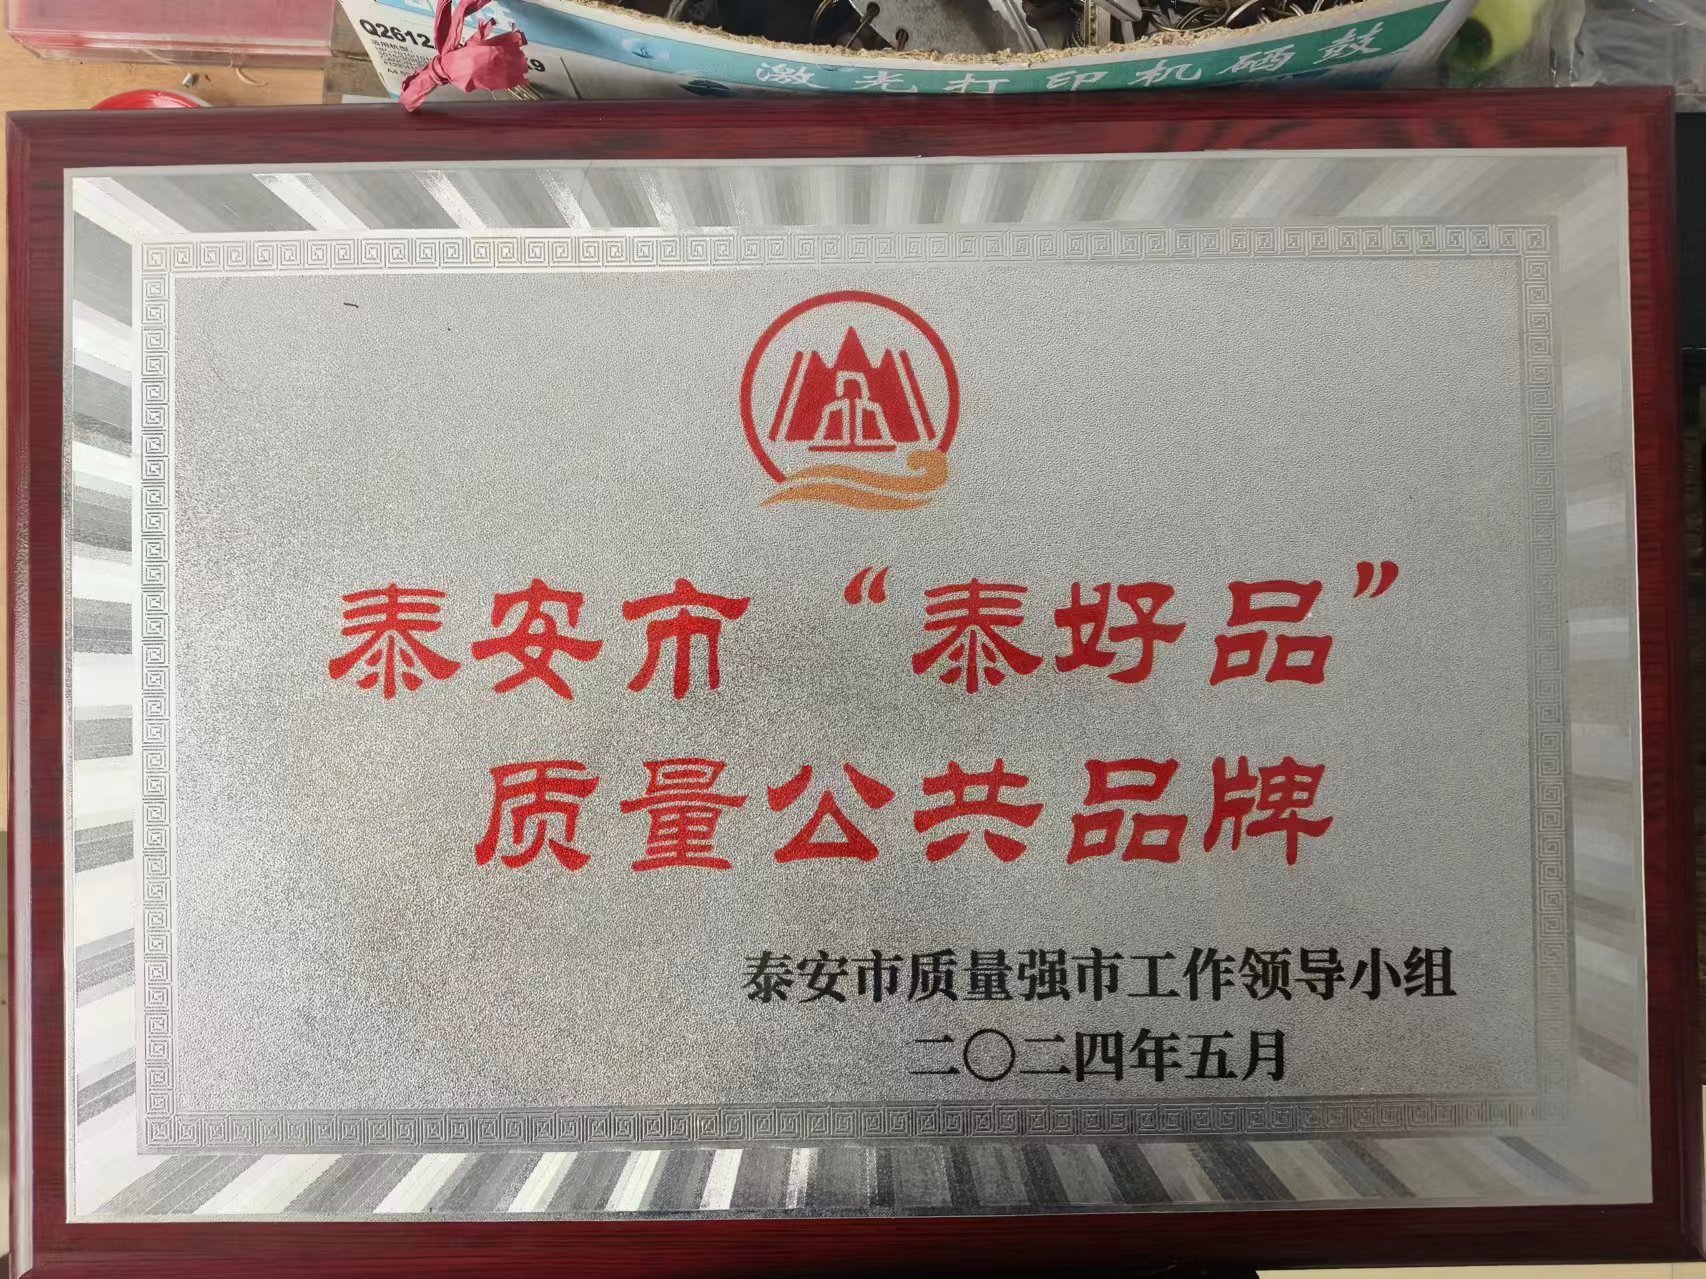 Q2612
激光打印机硒鼓
泰安市“泰好品”
质量公共品牌
泰安市质量强市工作领导小组
二〇二四年五月